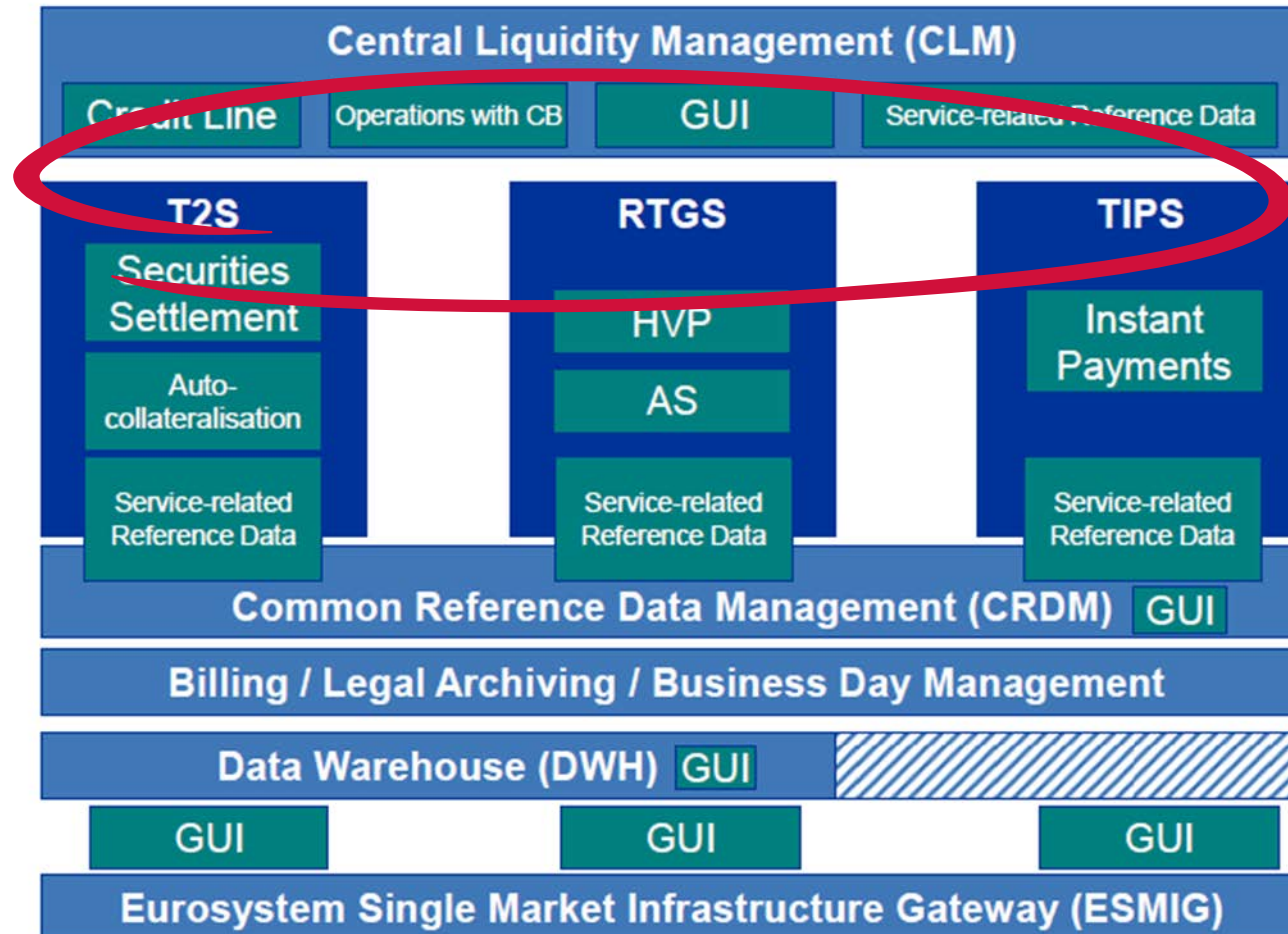 Central Liquidity Management (CLM)
Credit Line
Operations with CB
GUI
Service-related Reference Data
T2S
Securities
Settlement
Auto-
collateralisation
Service-related
Reference Data
RTGS
HVP
AS
Service-related
Reference Data
TIPS
Instant
Payments
Service-related
Reference Data
Common Reference Data Management (CRDM) GUI
Billing / Legal Archiving / Business Day Management
Data Warehouse (DWH) GUI
GUI
GUI
GUI
Eurosystem Single Market Infrastructure Gateway (ESMIG)